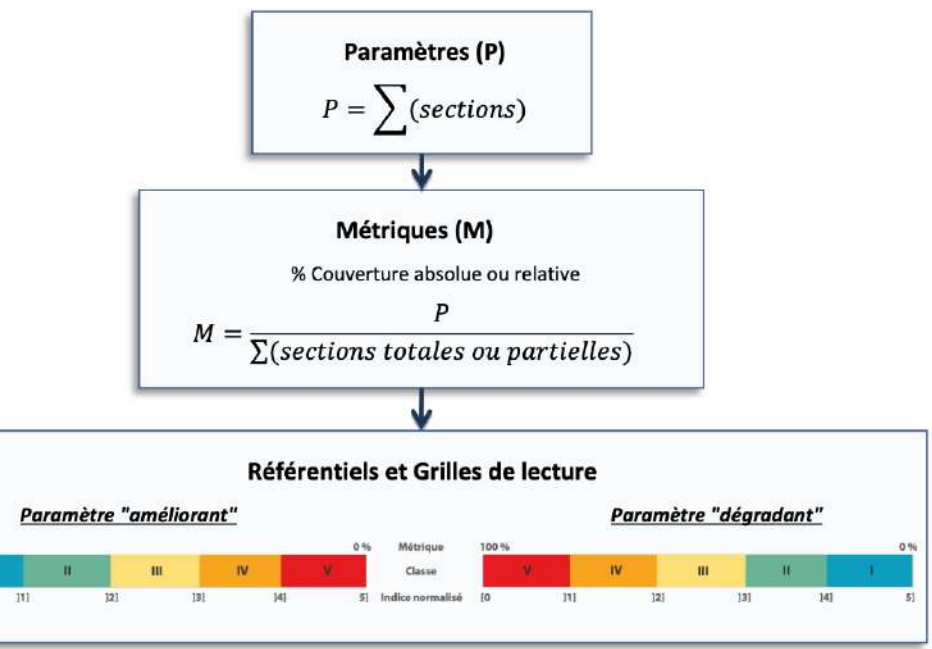 Paramètres (P)
P = ∑(sections)
Métriques (M)
% Couverture absolue ou relative
M = P / ∑(sections totales ou partielles)
Référentiels et Grilles de lecture
Paramètre "améliorant" Paramètre "dégradant"
0 % Métrique 100 % 0 %
II III IV V Classe V IV III II I
]1] ]2] ]3] ]4] 5] Indice normalisé [0 ]1] ]2] ]3] ]4] 5]